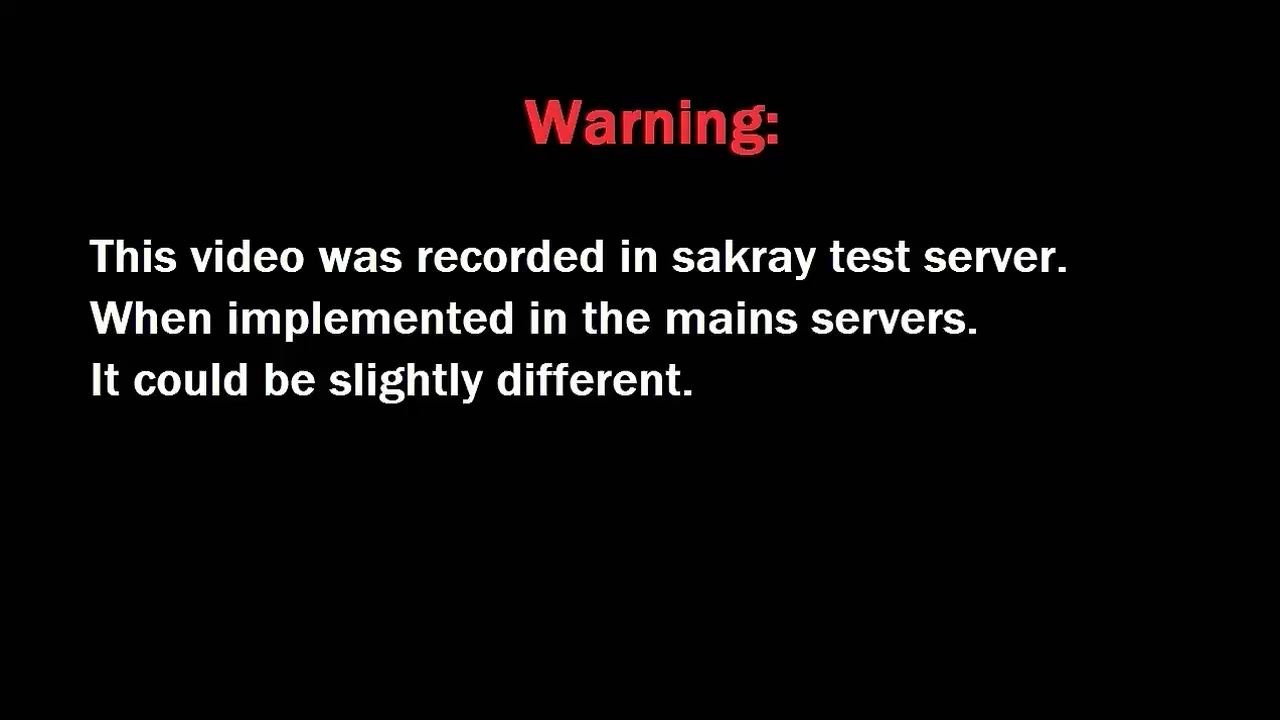 Warning:
This video was recorded in sakray test server.
When implemented in the mains servers.
It could be slightly different.